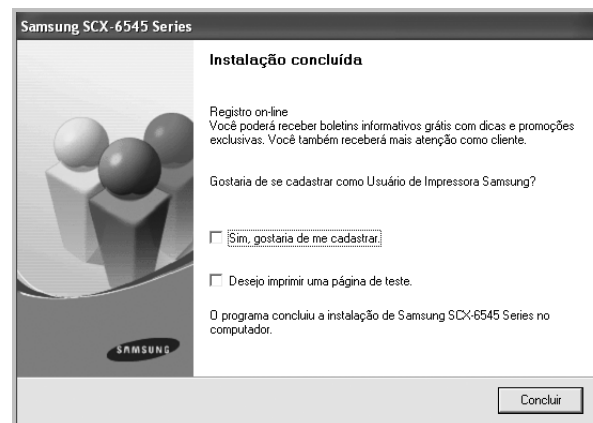 Samsung SCX-6545 Series
Instalação concluída
Registro on-line
Você poderá receber boletins informativos grátis com dicas e promoções
exclusivas. Você também receberá mais atenção como cliente.
Gostaria de se cadastrar como Usuário de Impressora Samsung?
Sim, gostaria de me cadastrar.
Desejo imprimir uma página de teste.
O programa concluiu a instalação de Samsung SCX-6545 Series no
computador.
SAMSUNG
Concluir